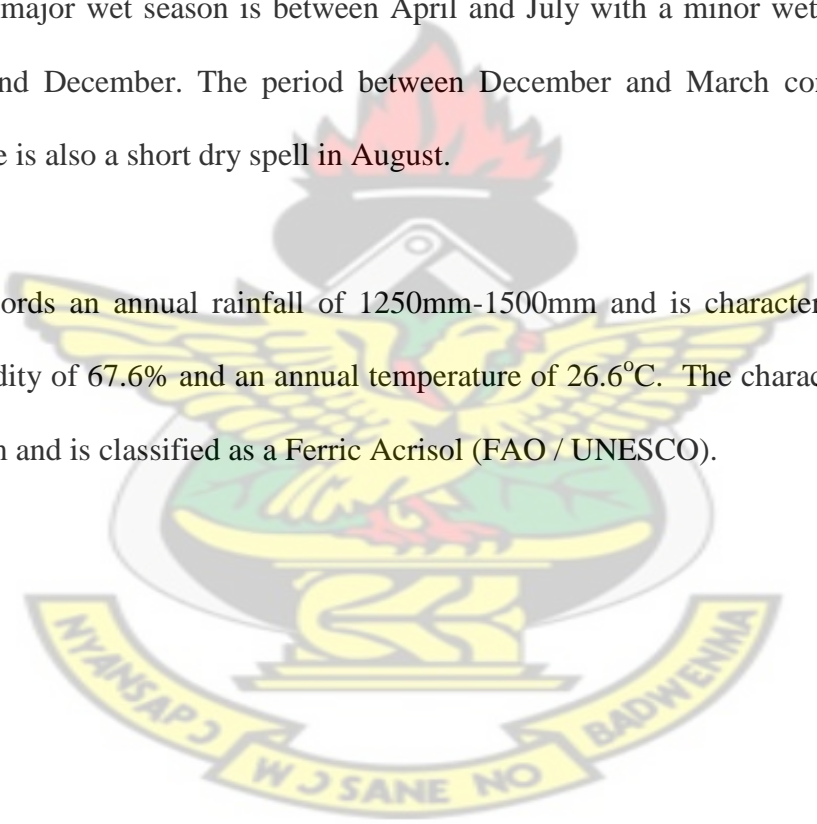 major wet season is between April and July with a minor wet
nd December. The period between December and March co
e is also a short dry spell in August.
ords an annual rainfall of 1250mm-1500mm and is character
dity of 67.6% and an annual temperature of 26.6°C. The charac
n and is classified as a Ferric Acrisol (FAO / UNESCO).
NYANSAPƆ WƆSANE NO BADWENMA